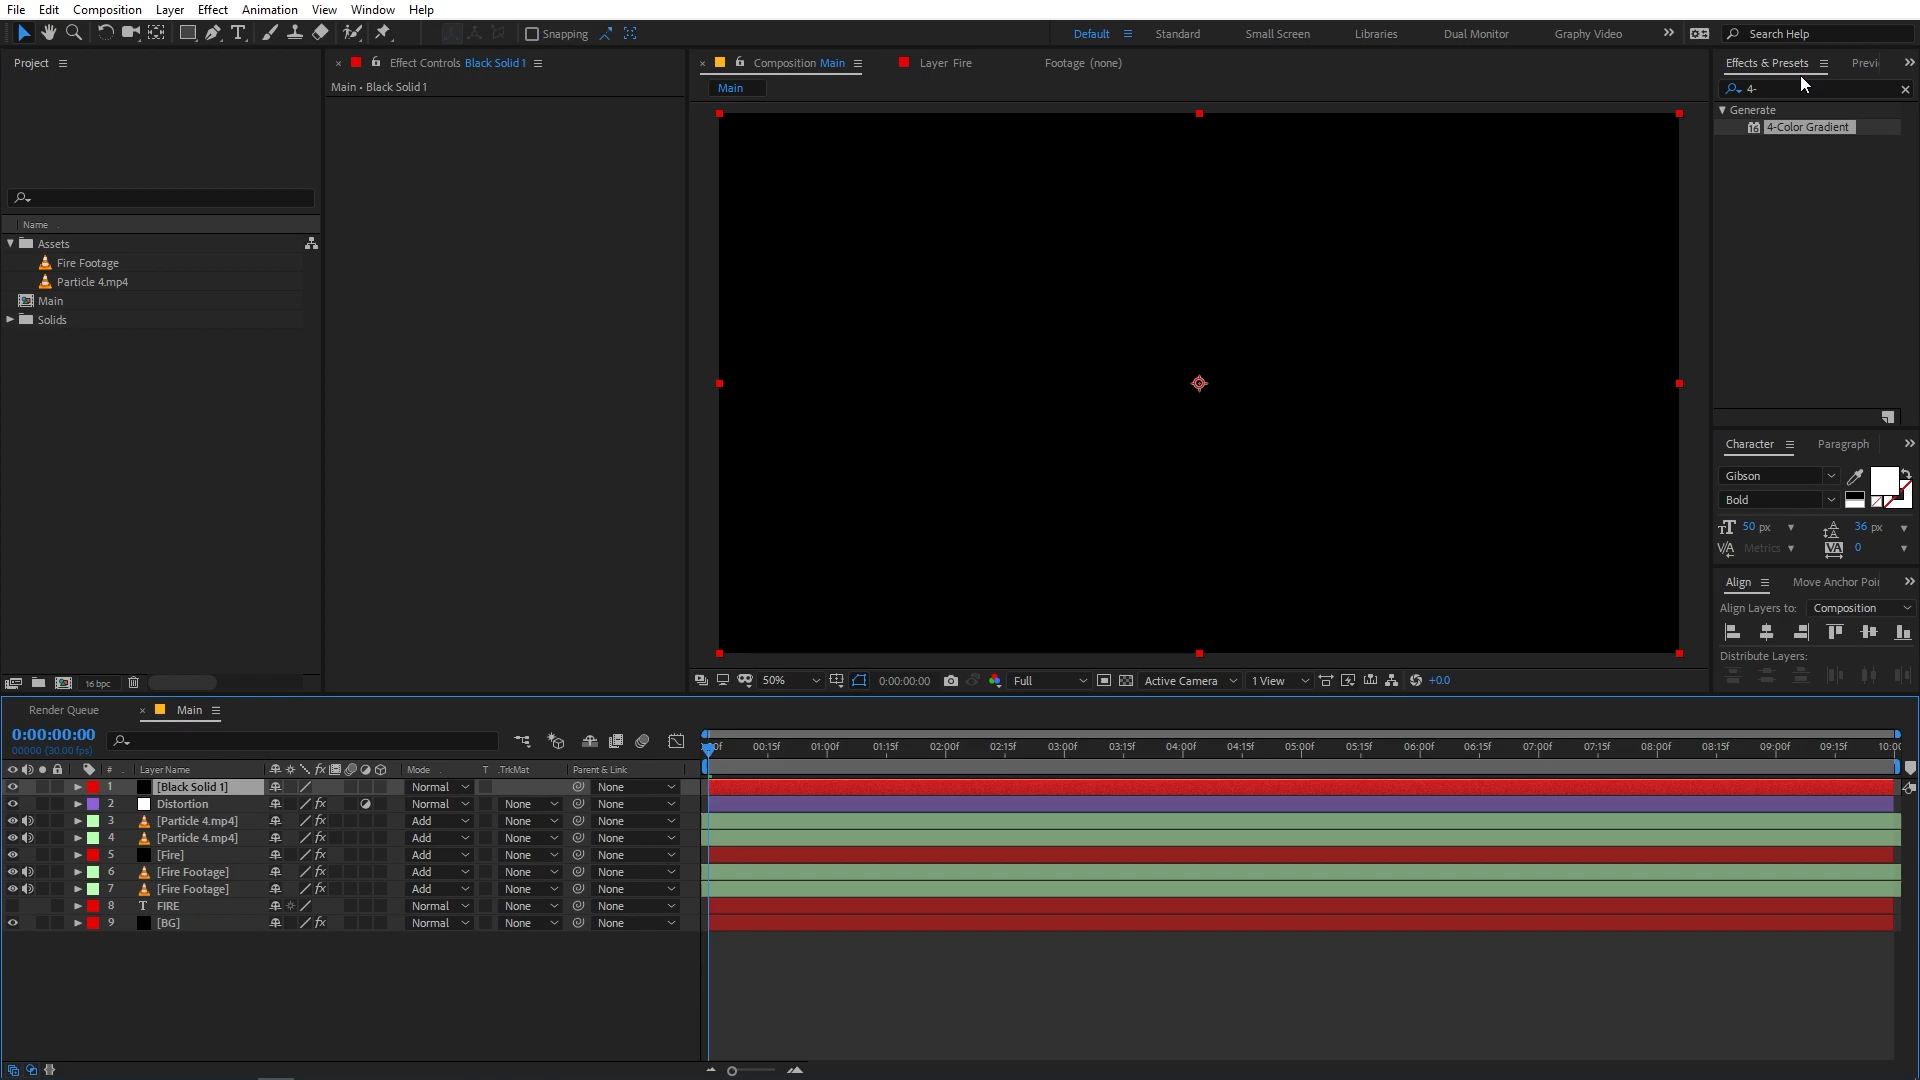 File Edit Composition Layer Effect Animation View Window Help
Snapping
Default Standard Small Screen Libraries Dual Monitor Graphy Video
Search Help
Project
Effect Controls Black Solid 1
Main • Black Solid 1
Composition Main
Layer Fire
Footage (none)
Main
Effects & Presets
Previ
4-
Generate
4-Color Gradient
Name
Assets
Fire Footage
Particle 4.mp4
Main
Solids
16 bpc
Character
Paragraph
Gibson
Bold
50 px
36 px
Metrics
0
Align
Move Anchor Poi
Align Layers to: Composition
Distribute Layers:
50%
0:00:00:00
Full
Active Camera
1 View
+0.0
Render Queue
Main
0:00:00:00
00000 (30.00 fps)
00:15f 01:00f 01:15f 02:00f 02:15f 03:00f 03:15f 04:00f 04:15f 05:00f 05:15f 06:00f 06:15f 07:00f 07:15f 08:00f 08:15f 09:00f 09:15f 10:00
# Layer Name Mode T .TrkMat Parent & Link
1 [Black Solid 1] Normal None
2 Distortion Normal None None
3 [Particle 4.mp4] Add None None
4 [Particle 4.mp4] Add None None
5 [Fire] Add None None
6 [Fire Footage] Add None None
7 [Fire Footage] Add None None
8 T FIRE Normal None None
9 [BG] Normal None None